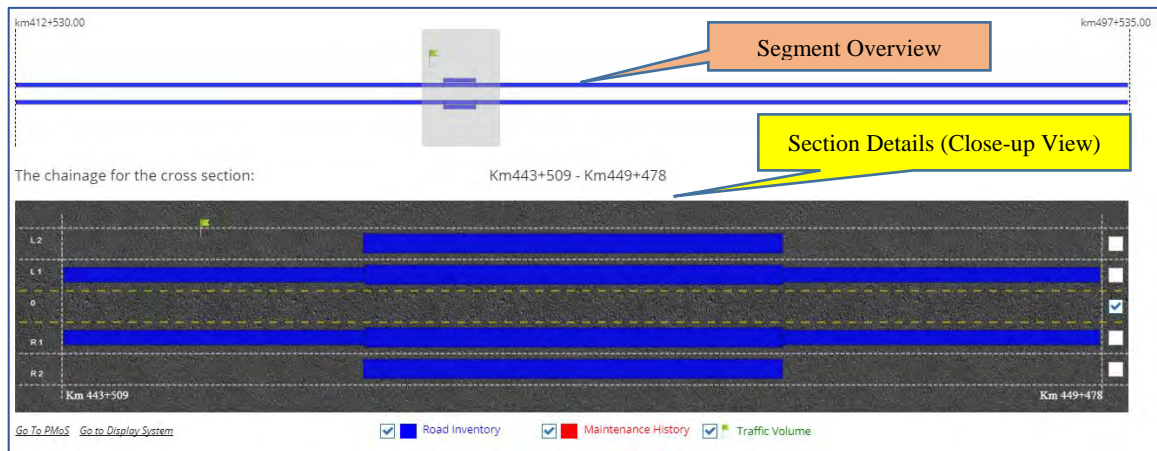 km412+530.00
km497+535.00
Segment Overview
Section Details (Close-up View)
The chainage for the cross section:
Km443+509 - Km449+478
L2
L1
0
R1
R2
Km 443+509
Km 449+478
Go To PMoS
Go to Display System
Road Inventory
Maintenance History
Traffic Volume